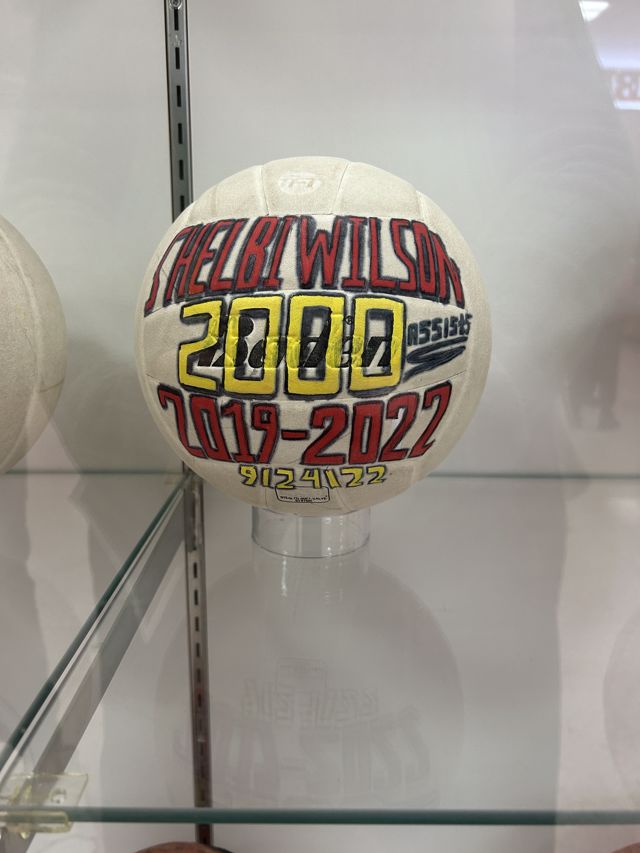 SHELBI WILSON
2000 ASSISTS
Baden
2019-2022
9/24/22